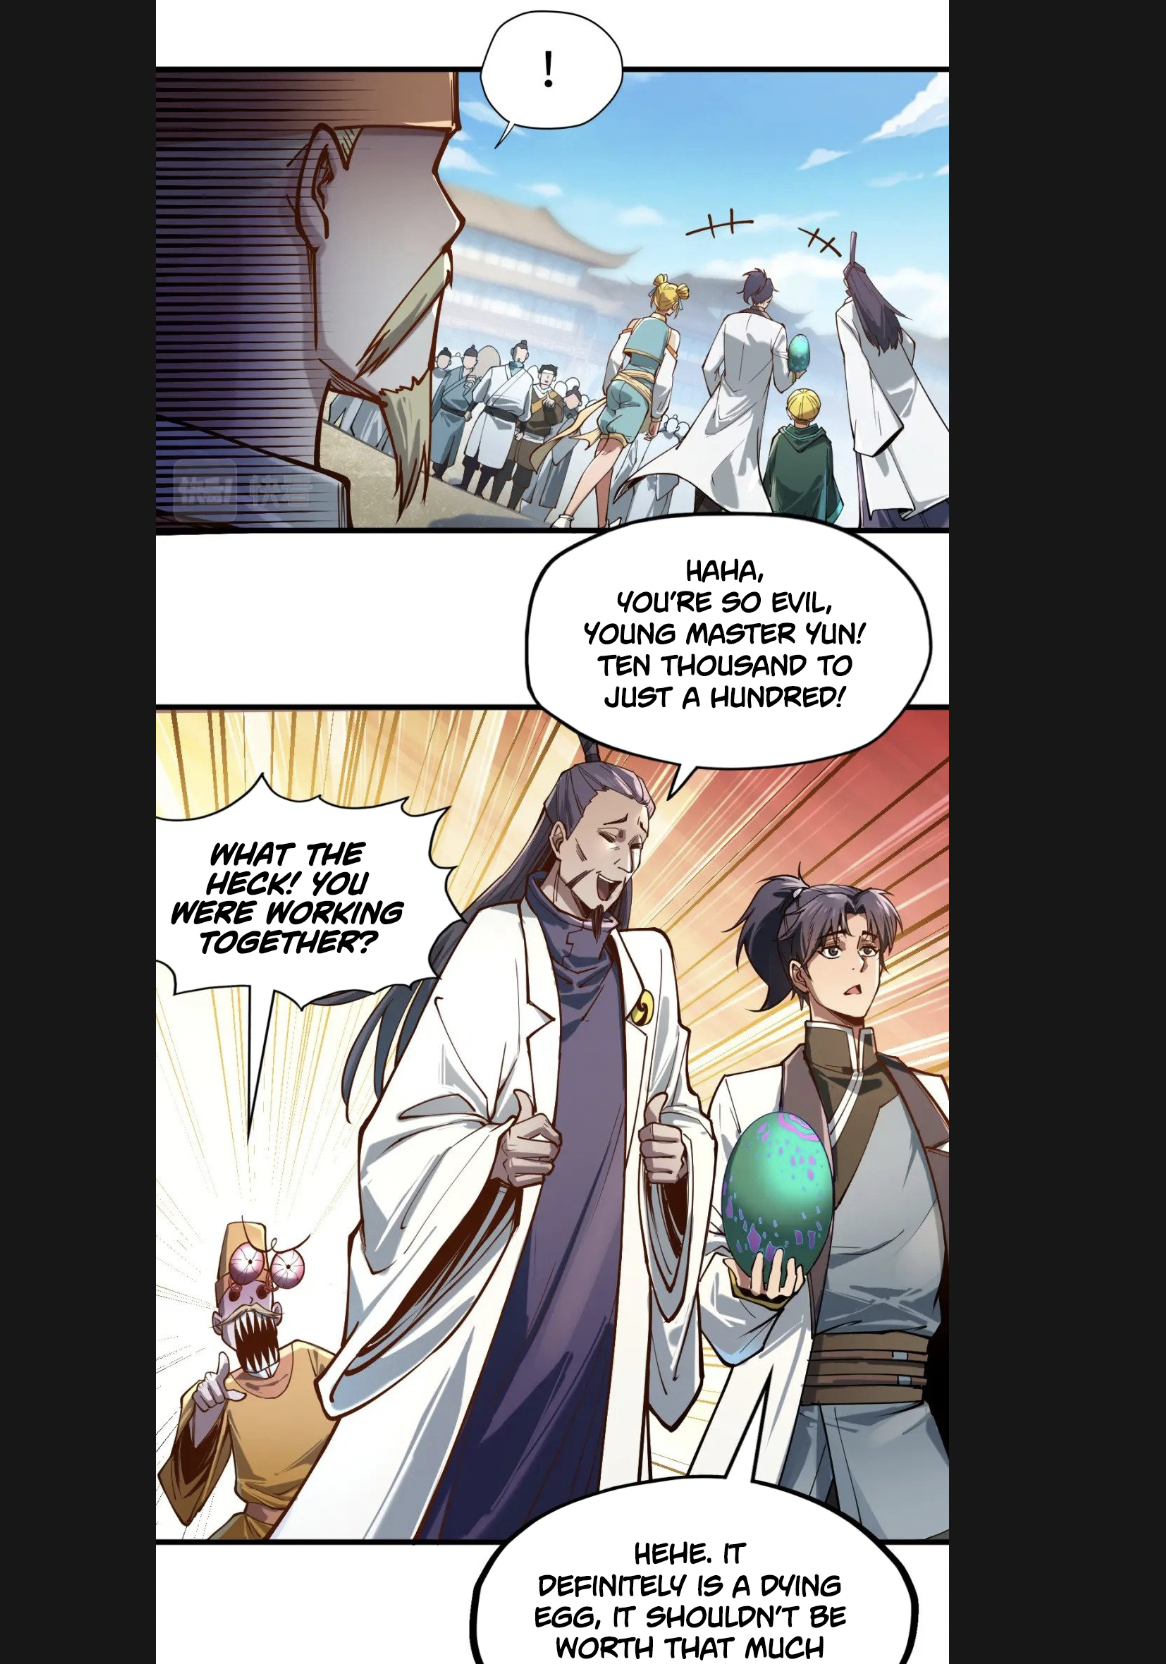 !
HAHA,
YOU'RE SO EVIL,
YOUNG MASTER YUN!
TEN THOUSAND TO
JUST A HUNDRED!
WHAT THE
HECK! YOU
WERE WORKING
TOGETHER?
HEHE. IT
DEFINITELY IS A DYING
EGG, IT SHOULDN'T BE
WORTH THAT MUCH